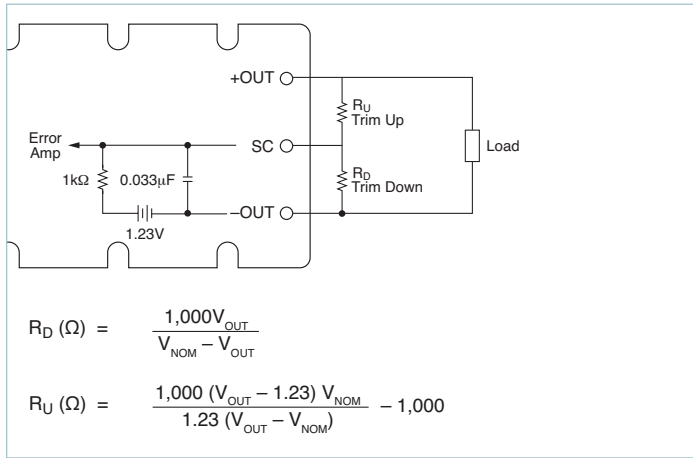 +OUT
R_U
Trim Up
Error
Amp
SC
Load
1kΩ
0.033μF
R_D
Trim Down
–OUT
1.23V
R_D (Ω) = 1,000V_OUT / V_NOM – V_OUT
R_U (Ω) = 1,000 (V_OUT – 1.23) V_NOM / 1.23 (V_OUT – V_NOM) – 1,000